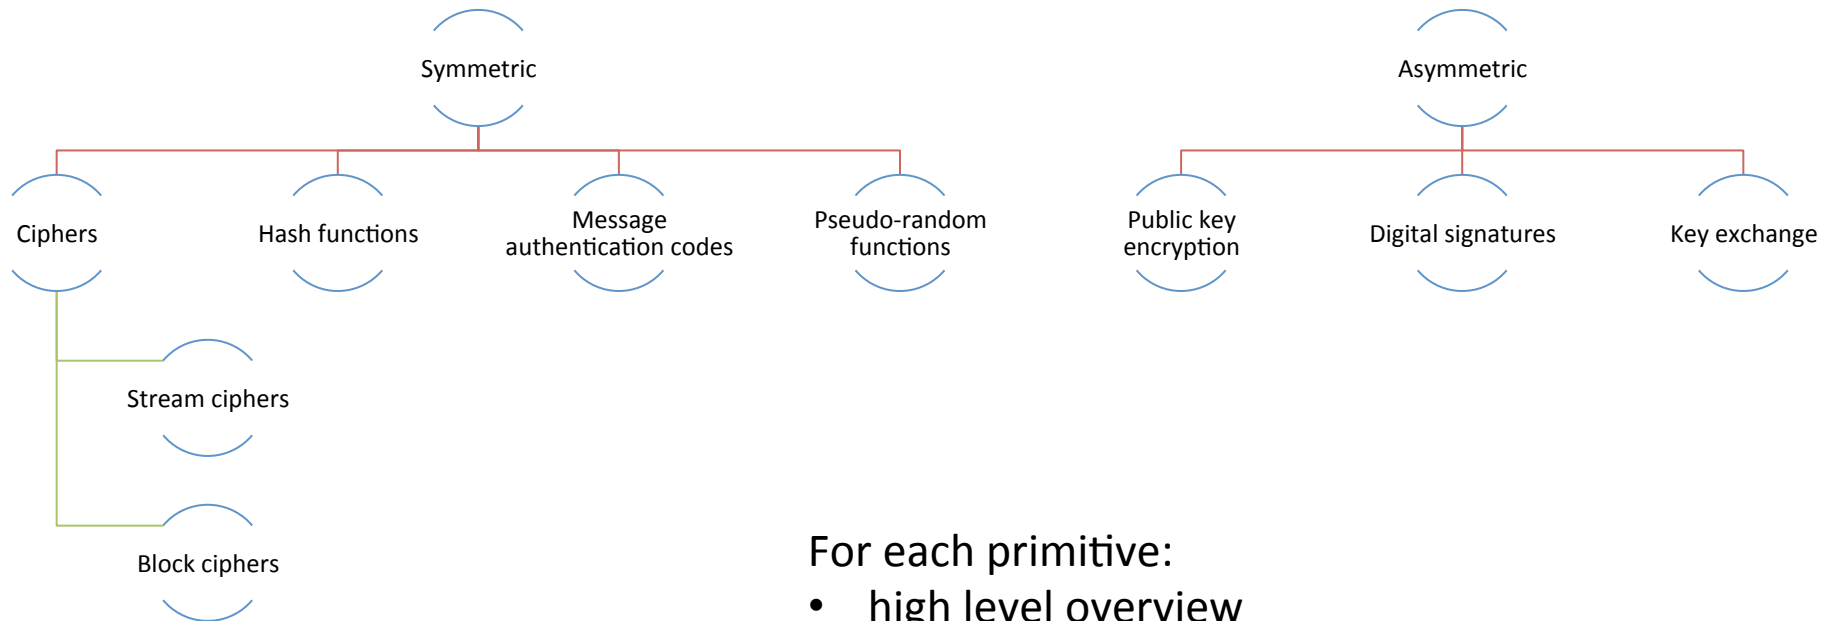 Symmetric
Asymmetric
Ciphers
Hash functions
Message
authentication codes
Pseudo-random
functions
Public key
encryption
Digital signatures
Key exchange
Stream ciphers
Block ciphers
For each primitive:
• high level overview